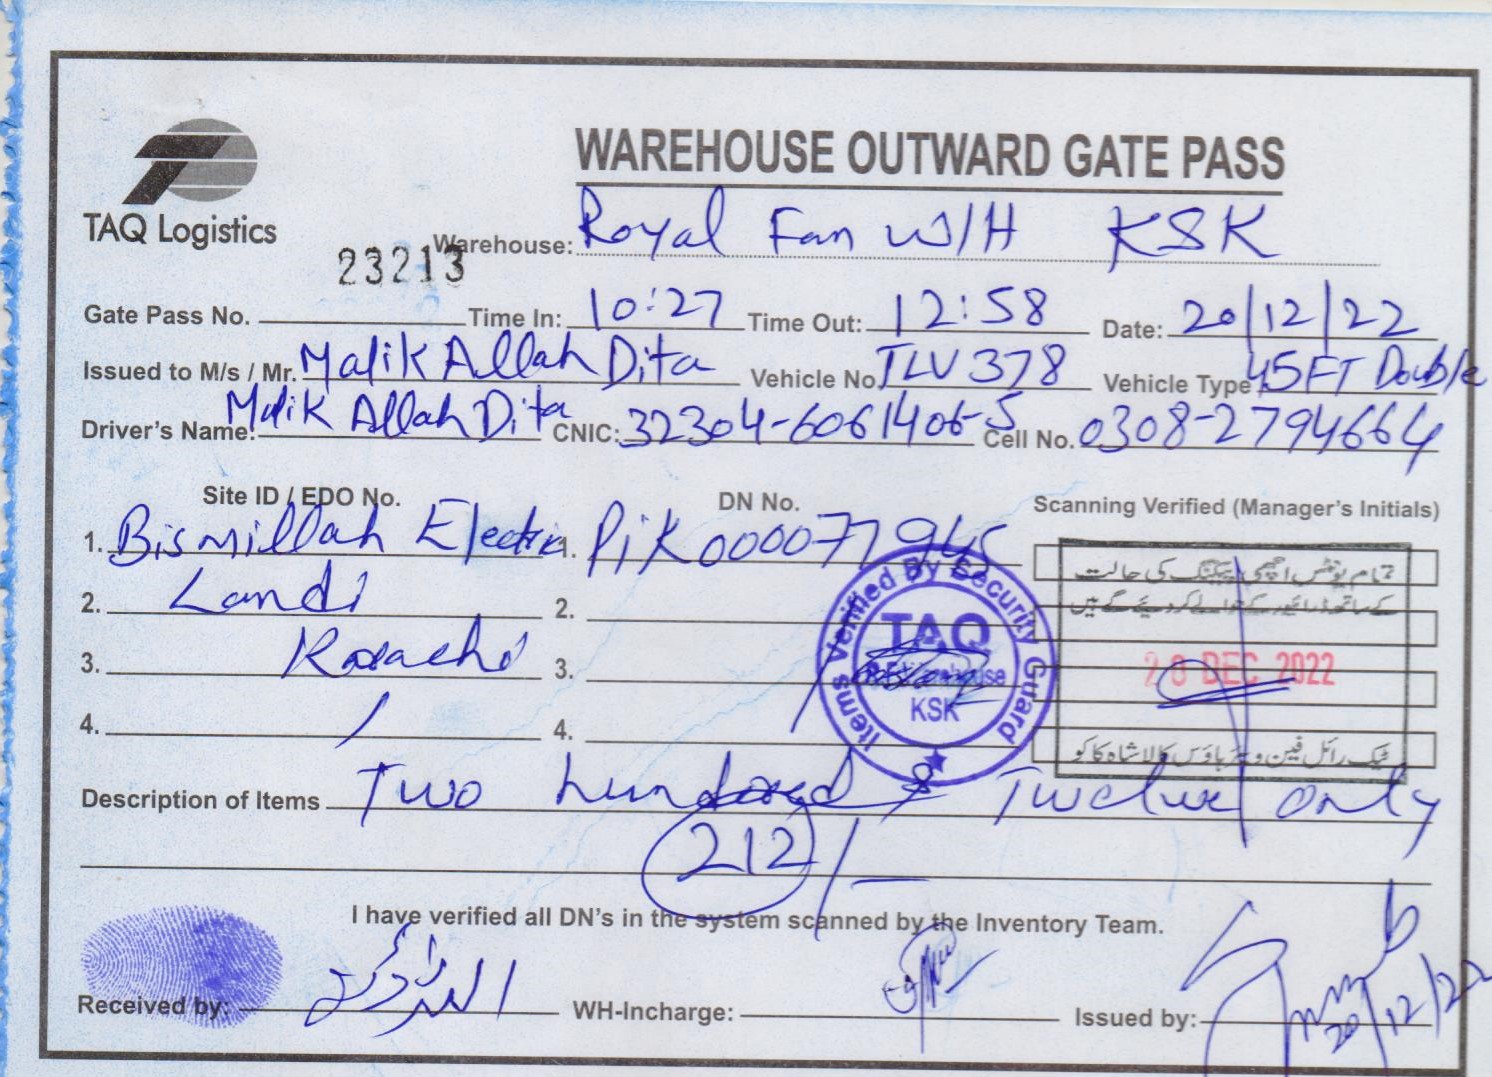 WAREHOUSE OUTWARD GATE PASS
TAQ Logistics
Warehouse: Royal Fan W/H KSK
23213
Gate Pass No. Time In: 10:27 Time Out: 12:58 Date: 20/12/22
Issued to M/s / Mr. Malik Allah Dita Vehicle No. TLV 378 Vehicle Type 45FT Double
Driver's Name: Malik Allah Dita CNIC: 32304-6061406-5 Cell No. 0308-2794664
Site ID / EDO No. DN No. Scanning Verified (Manager's Initials)
1. Bismillah Electric 1. PiK000077945
2. Landi 2.
3. Karachi 3.
4. 4.
Items Verified By Security Guard
TAQ
KSK
تمام یونٹس اچھی پیکنگ کی حالت
کے ساتھ ڈرائیور کے حوالے کر دیئے گئے ہیں
20 DEC 2022
ٹیک رائل فین ویئر ہاؤس کالا شاہ کاکو
Description of Items Two hundored & Twelve only
212/-
I have verified all DN's in the system scanned by the Inventory Team.
Received by: WH-Incharge: Issued by:
20/12/22